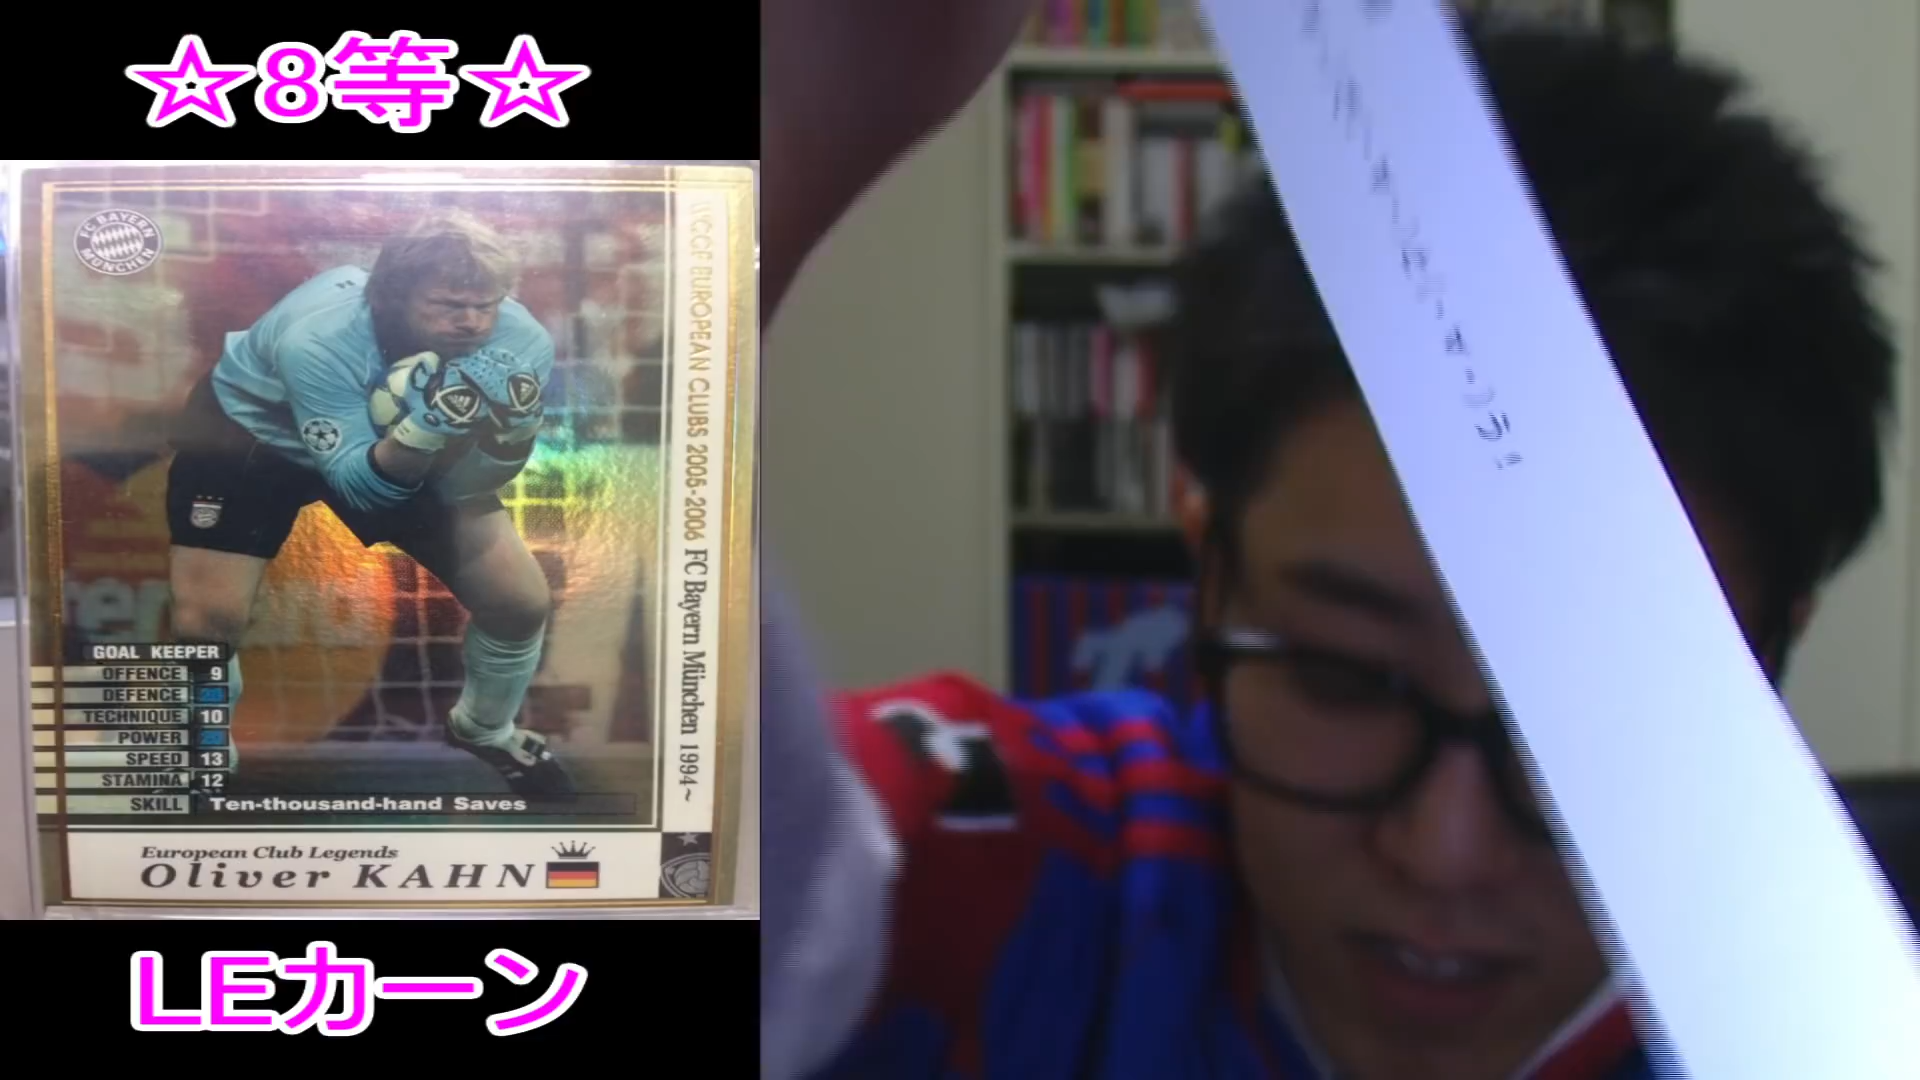 ☆8等☆
FC BAYERN MÜNCHEN
WCCF EUROPEAN CLUBS 2005-2006 FC Bayern München 1994~
GOAL KEEPER
OFFENCE 9
DEFENCE
TECHNIQUE 10
POWER
SPEED 13
STAMINA 12
SKILL Ten-thousand-hand Saves
European Club Legends
Oliver KAHN
LEカーン